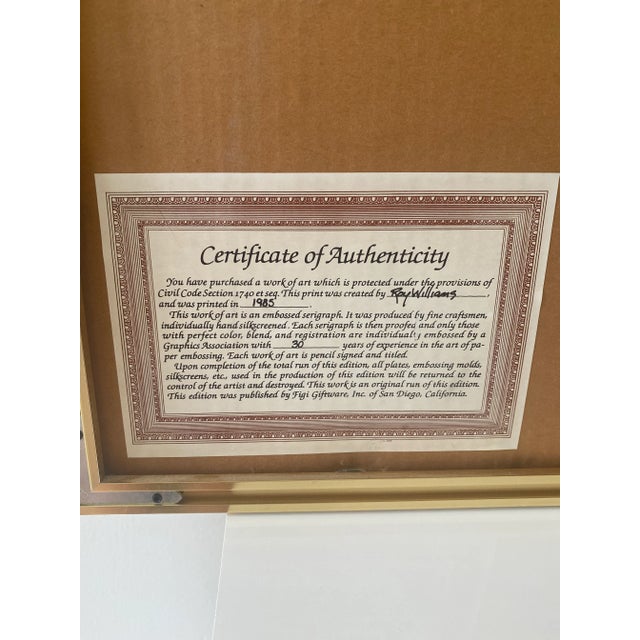 Certificate of Authenticity
You have purchased a work of art which is protected under the provisions of
Civil Code Section 1740 et seq. This print was created by Roy Williams,
and was printed in 1985.
This work of art is an embossed serigraph. It was produced by fine craftsmen,
individually hand silkscreened. Each serigraph is then proofed and only those
with perfect color, blend, and registration are individually embossed by a
Graphics Association with 30 years of experience in the art of pa-
per embossing. Each work of art is pencil signed and titled.
Upon completion of the total run of this edition, all plates, embossing molds,
silkscreens, etc., used in the production of this edition will be returned to the
control of the artist and destroyed. This work is an original run of this edition.
This edition was published by Figi Giftware, Inc. of San Diego, California.